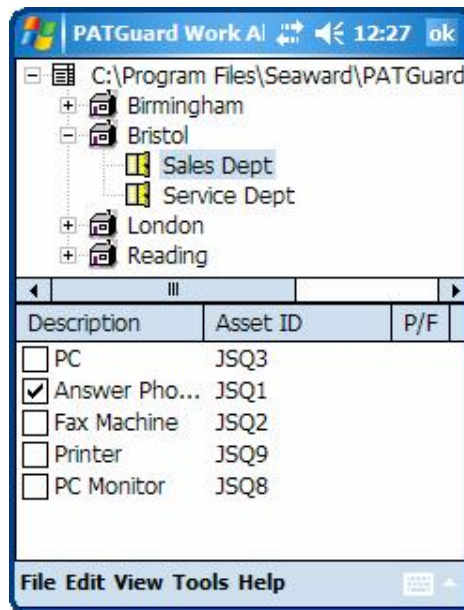 PATGuard Work Al 12:27 ok
C:\Program Files\Seaward\PATGuard
Birmingham
Bristol
Sales Dept
Service Dept
London
Reading
Description Asset ID P/F
PC JSQ3
Answer Pho... JSQ1
Fax Machine JSQ2
Printer JSQ9
PC Monitor JSQ8
File Edit View Tools Help